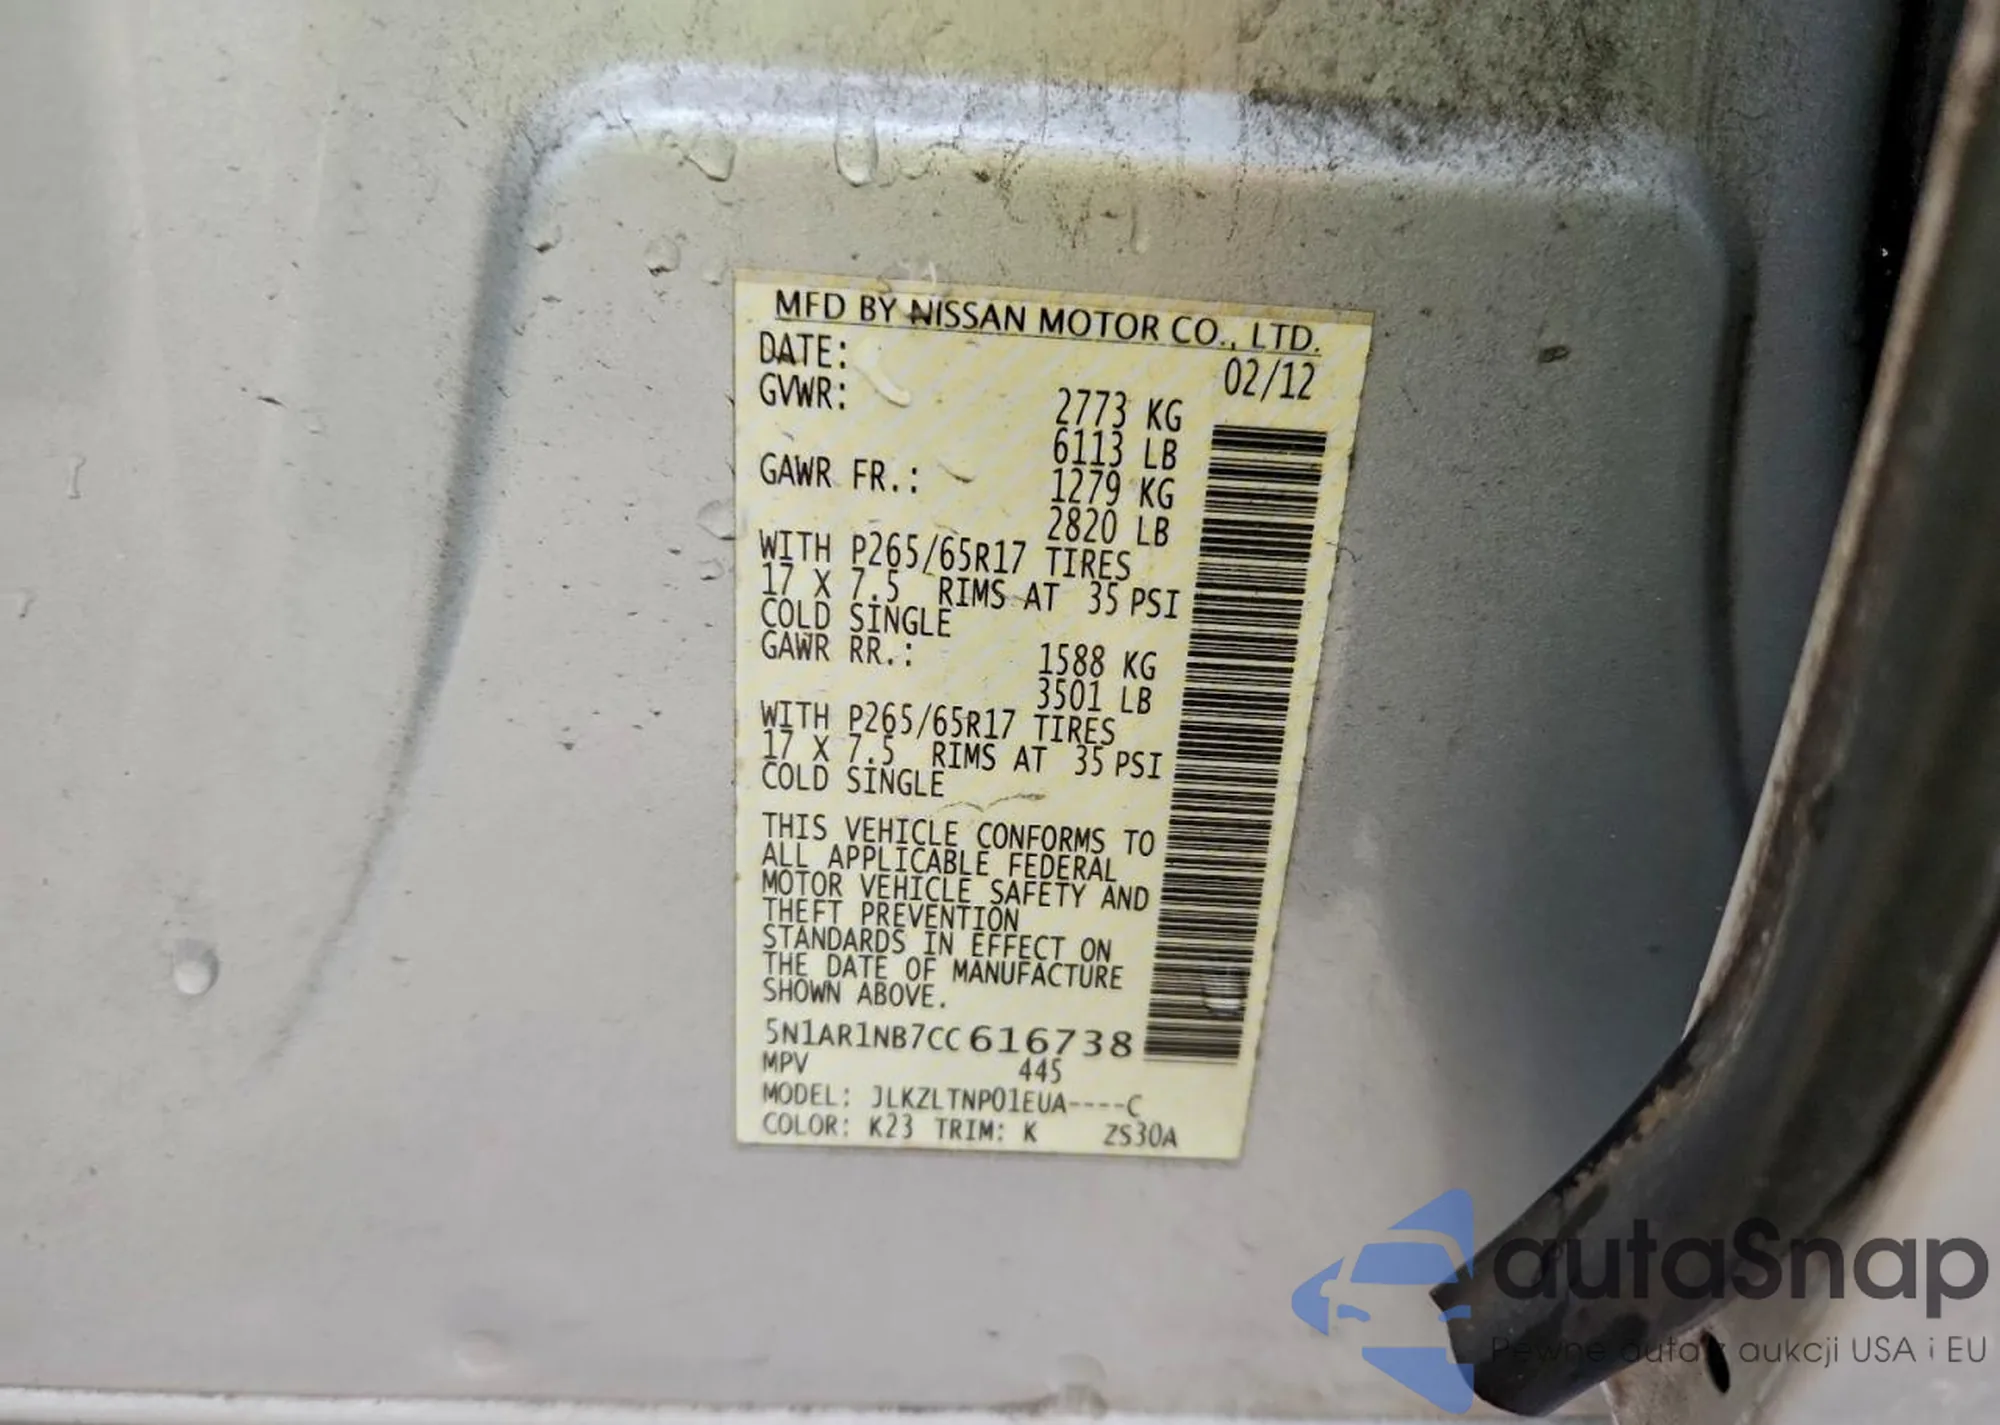 MFD BY NISSAN MOTOR CO., LTD.
DATE: 02/12
GVWR: 2773 KG
6113 LB
GAWR FR.: 1279 KG
2820 LB
WITH P265/65R17 TIRES
17 X 7.5 RIMS AT 35 PSI
COLD SINGLE
GAWR RR.: 1588 KG
3501 LB
WITH P265/65R17 TIRES
17 X 7.5 RIMS AT 35 PSI
COLD SINGLE
THIS VEHICLE CONFORMS TO
ALL APPLICABLE FEDERAL
MOTOR VEHICLE SAFETY AND
THEFT PREVENTION
STANDARDS IN EFFECT ON
THE DATE OF MANUFACTURE
SHOWN ABOVE.
5N1AR1NB7CC616738
MPV 445
MODEL: JLKZLTNP01EUA----C
COLOR: K23 TRIM: K ZS30A
autaSnap
Pewne auta z aukcji USA i EU